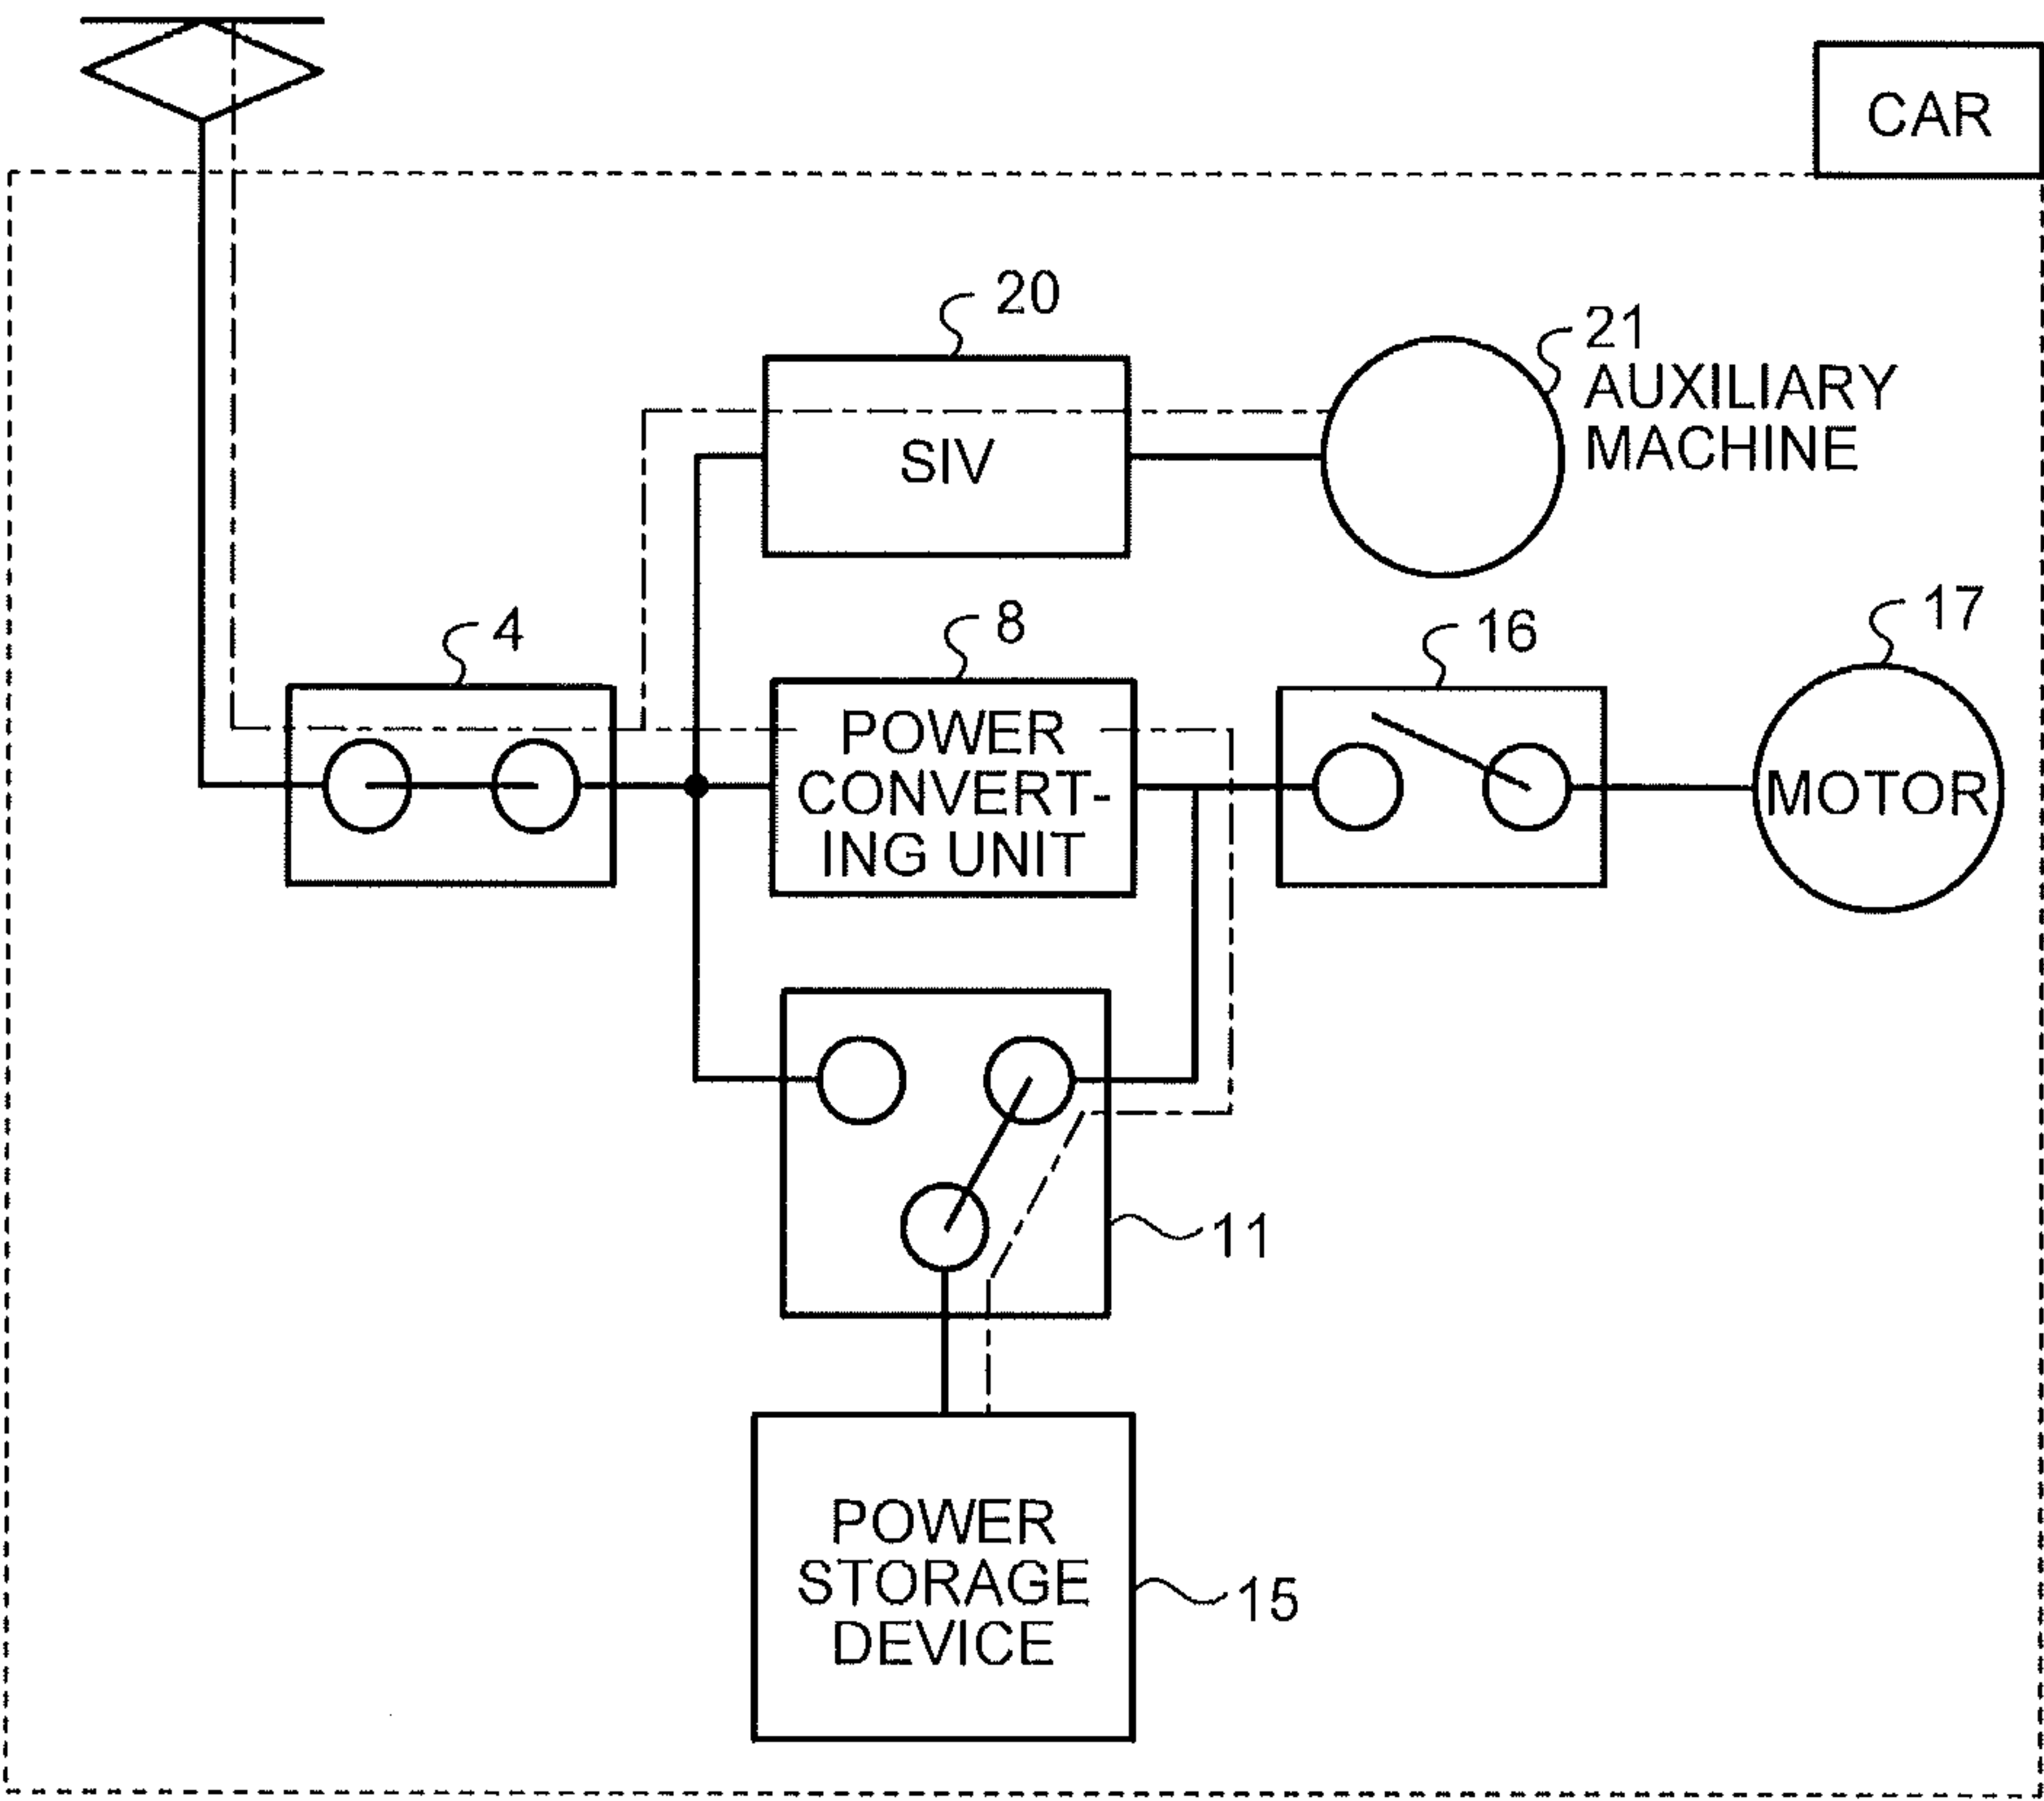 CAR
20
21
AUXILIARY
MACHINE
SIV
4
8
16
17
POWER
CONVERT-
ING UNIT
MOTOR
11
POWER
STORAGE
DEVICE
15